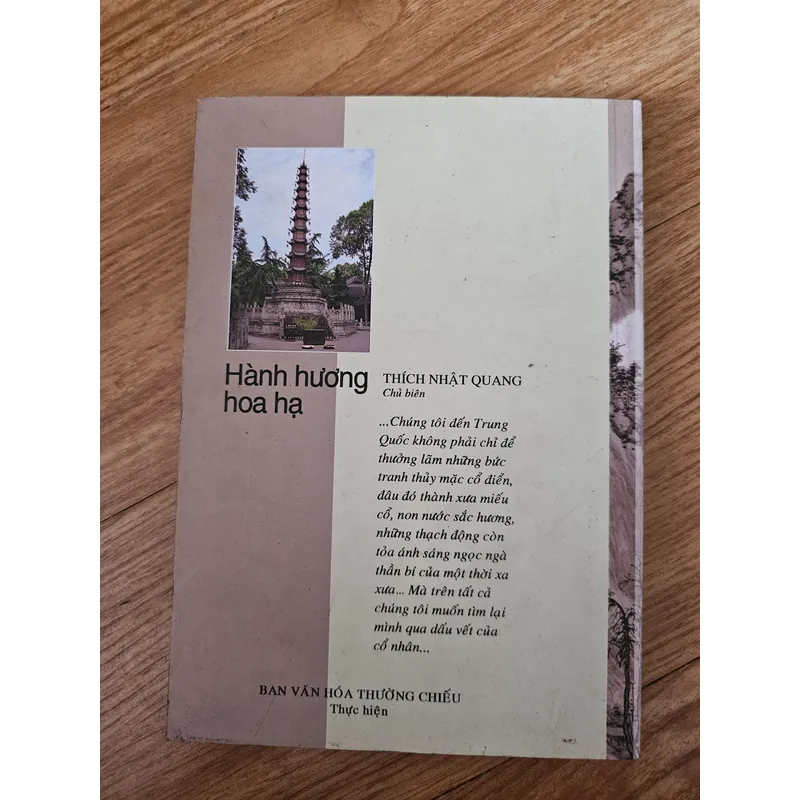 Hành hương
hoa hạ
THÍCH NHẬT QUANG
Chủ biên
...Chúng tôi đến Trung
Quốc không phải chỉ để
thưởng lãm những bức
tranh thủy mặc cổ điển,
đâu đó thành xưa miếu
cổ, non nước sắc hương,
những thạch động còn
tỏa ánh sáng ngọc ngà
thần bí của một thời xa
xưa... Mà trên tất cả
chúng tôi muốn tìm lại
mình qua dấu vết của
cổ nhân...
BAN VĂN HÓA THƯỜNG CHIẾU
Thực hiện